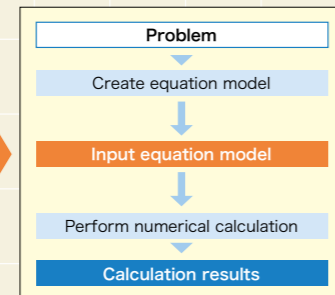 Problem
Create equation model
Input equation model
Perform numerical calculation
Calculation results